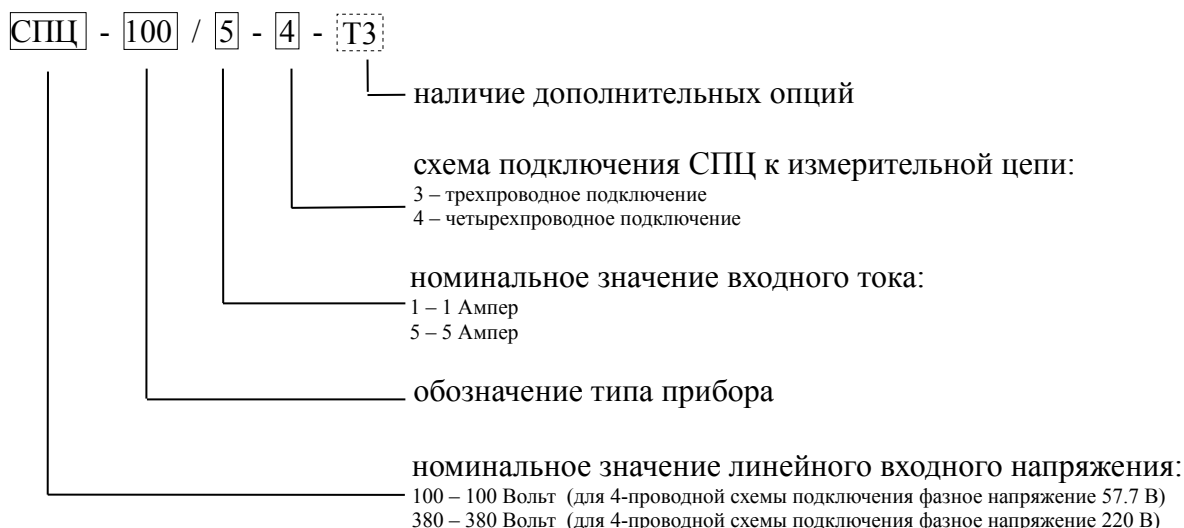 СПЦ - 100 / 5 - 4 - Т3
наличие дополнительных опций
схема подключения СПЦ к измерительной цепи:
3 – трехпроводное подключение
4 – четырехпроводное подключение
номинальное значение входного тока:
1 – 1 Ампер
5 – 5 Ампер
обозначение типа прибора
номинальное значение линейного входного напряжения:
100 – 100 Вольт (для 4-проводной схемы подключения фазное напряжение 57.7 В)
380 – 380 Вольт (для 4-проводной схемы подключения фазное напряжение 220 В)